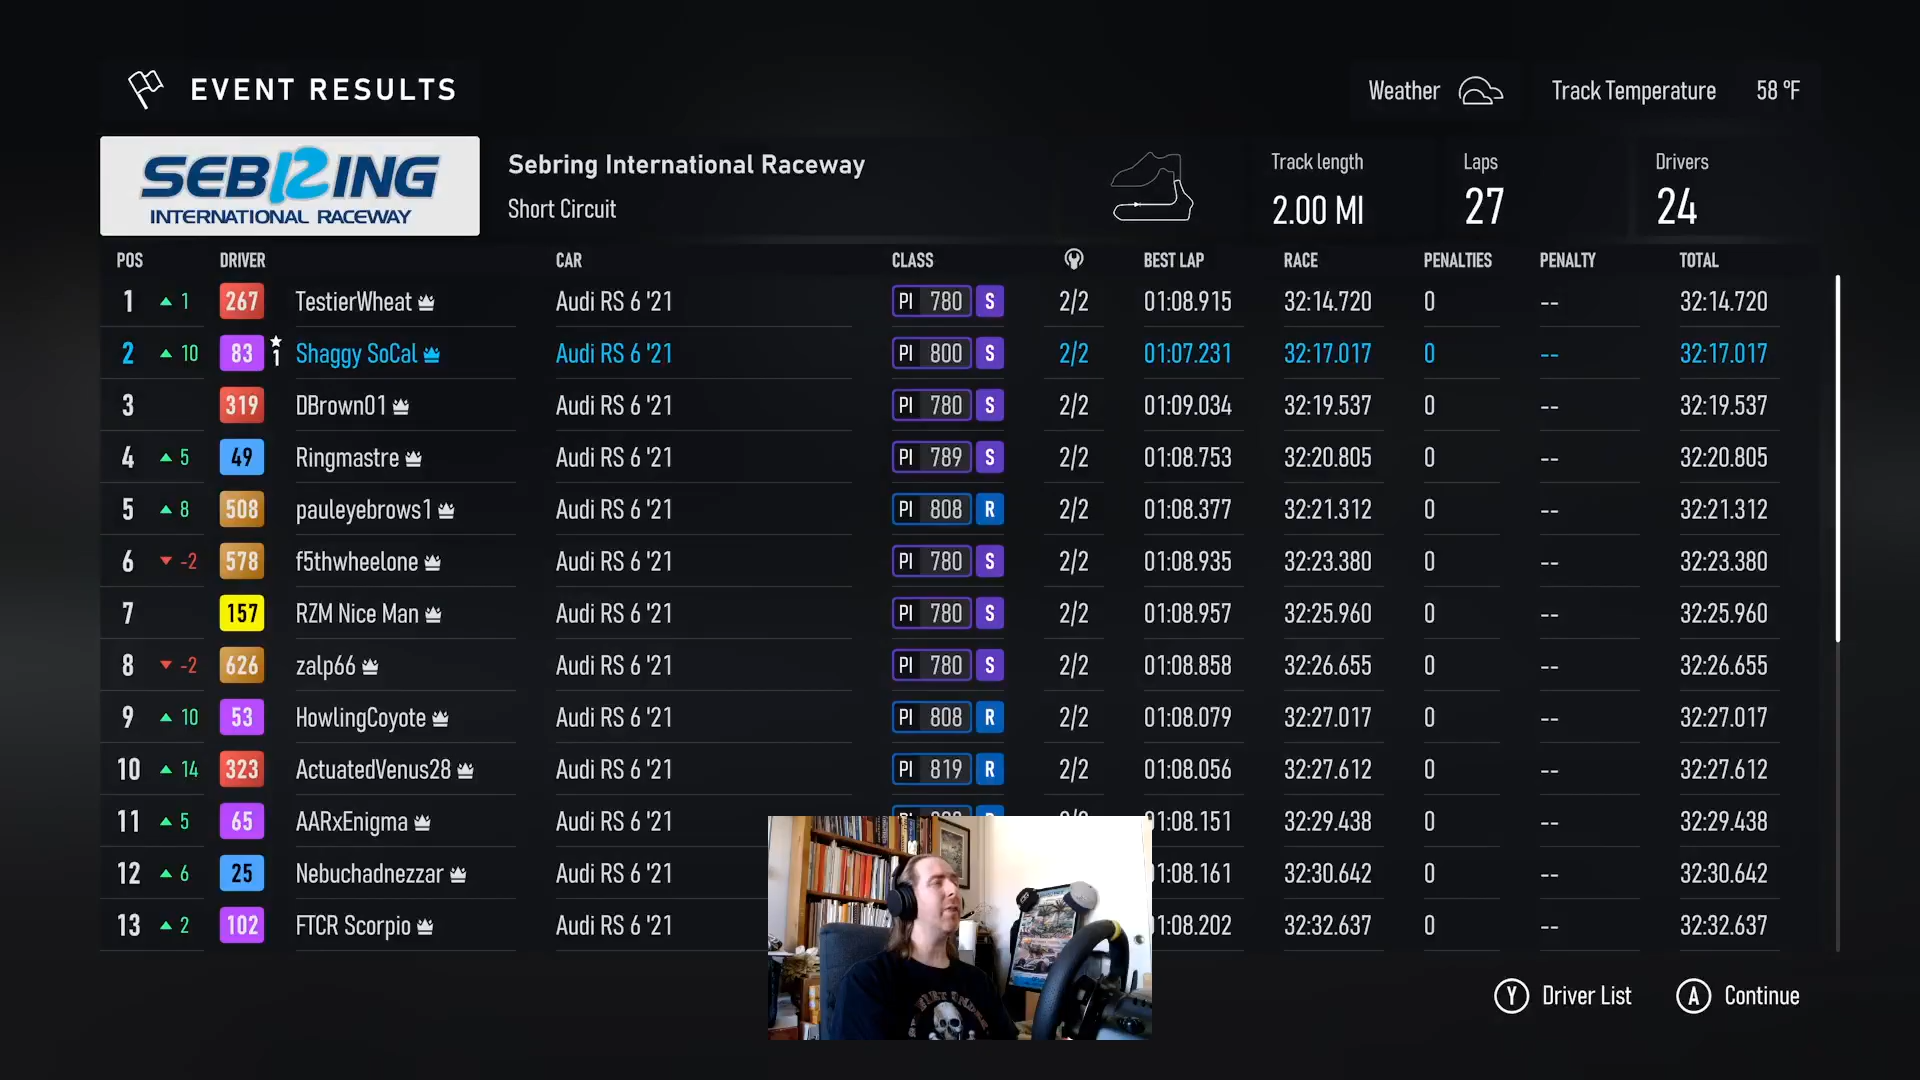 EVENT RESULTS
Weather Track Temperature 58 °F
SEBRING
INTERNATIONAL RACEWAY
Sebring International Raceway
Short Circuit
Track length
2.00 MI
Laps
27
Drivers
24
POS DRIVER CAR CLASS BEST LAP RACE PENALTIES PENALTY TOTAL
1 1 267 TestierWheat Audi RS 6 '21 PI 780 S 2/2 01:08.915 32:14.720 0 -- 32:14.720
2 10 83 1 Shaggy SoCal Audi RS 6 '21 PI 800 S 2/2 01:07.231 32:17.017 0 -- 32:17.017
3 319 DBrown01 Audi RS 6 '21 PI 780 S 2/2 01:09.034 32:19.537 0 -- 32:19.537
4 5 49 Ringmastre Audi RS 6 '21 PI 789 S 2/2 01:08.753 32:20.805 0 -- 32:20.805
5 8 508 pauleyebrows1 Audi RS 6 '21 PI 808 R 2/2 01:08.377 32:21.312 0 -- 32:21.312
6 -2 578 f5thwheelone Audi RS 6 '21 PI 780 S 2/2 01:08.935 32:23.380 0 -- 32:23.380
7 157 RZM Nice Man Audi RS 6 '21 PI 780 S 2/2 01:08.957 32:25.960 0 -- 32:25.960
8 -2 626 zalp66 Audi RS 6 '21 PI 780 S 2/2 01:08.858 32:26.655 0 -- 32:26.655
9 10 53 HowlingCoyote Audi RS 6 '21 PI 808 R 2/2 01:08.079 32:27.017 0 -- 32:27.017
10 14 323 ActuatedVenus28 Audi RS 6 '21 PI 819 R 2/2 01:08.056 32:27.612 0 -- 32:27.612
11 5 65 AARxEnigma Audi RS 6 '21 1:08.151 32:29.438 0 -- 32:29.438
12 6 25 Nebuchadnezzar Audi RS 6 '21 1:08.161 32:30.642 0 -- 32:30.642
13 2 102 FTCR Scorpio Audi RS 6 '21 1:08.202 32:32.637 0 -- 32:32.637
Y Driver List A Continue